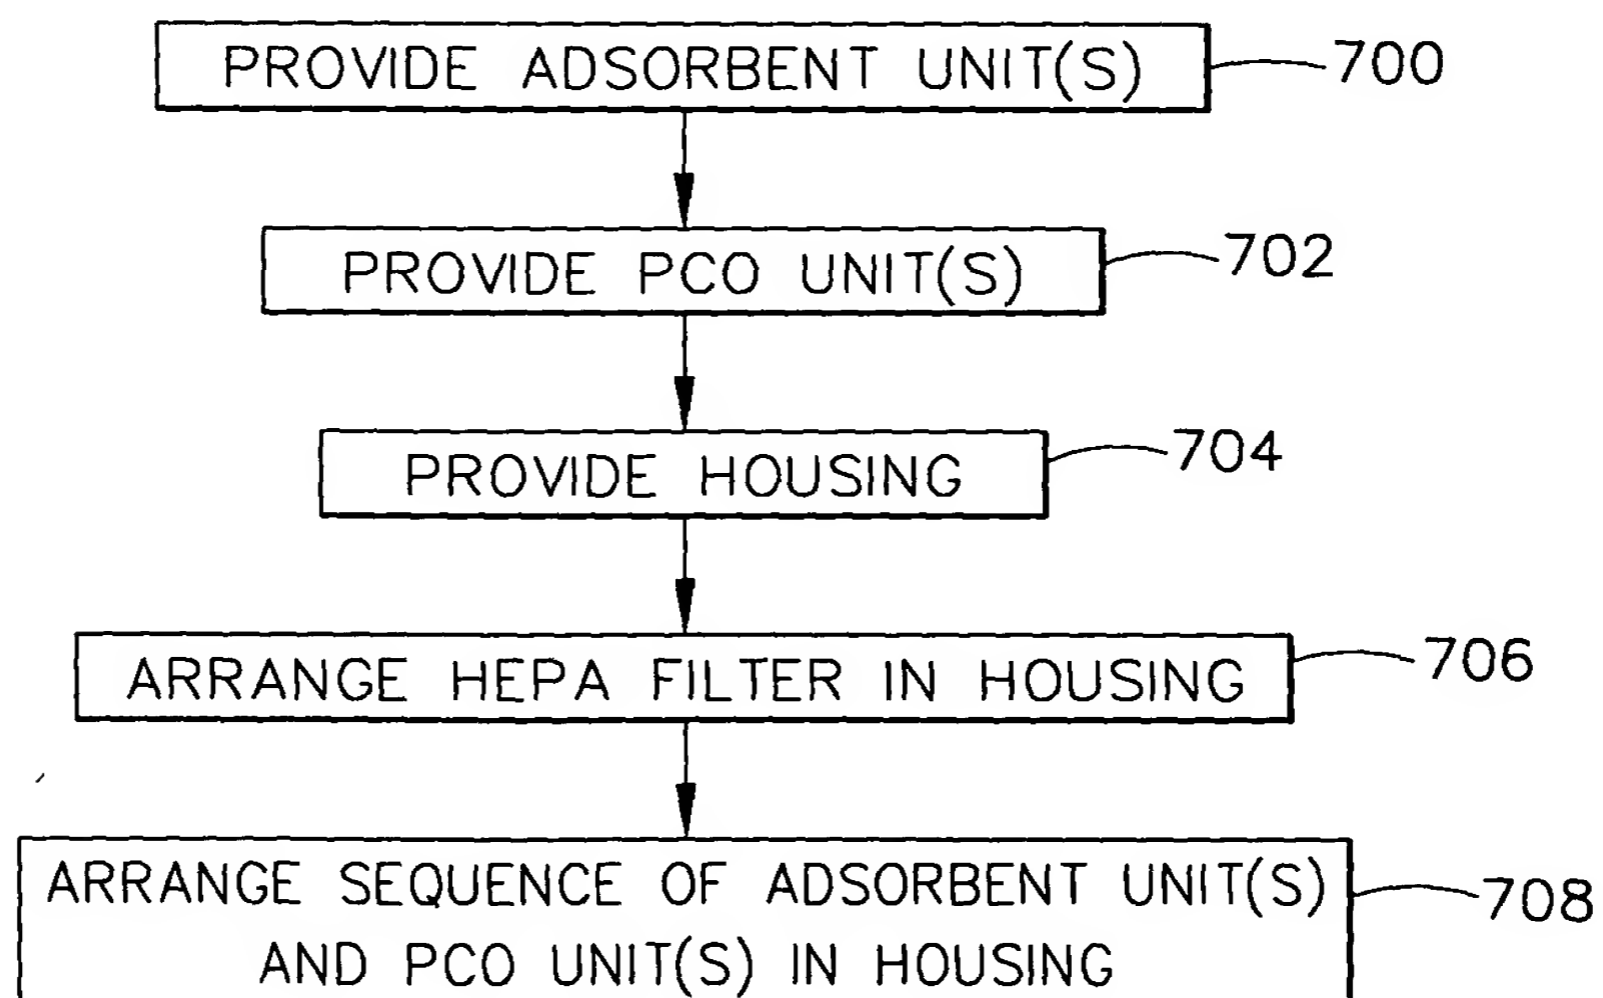 PROVIDE ADSORBENT UNIT(S) 700
PROVIDE PCO UNIT(S) 702
PROVIDE HOUSING 704
ARRANGE HEPA FILTER IN HOUSING 706
ARRANGE SEQUENCE OF ADSORBENT UNIT(S) 708
AND PCO UNIT(S) IN HOUSING